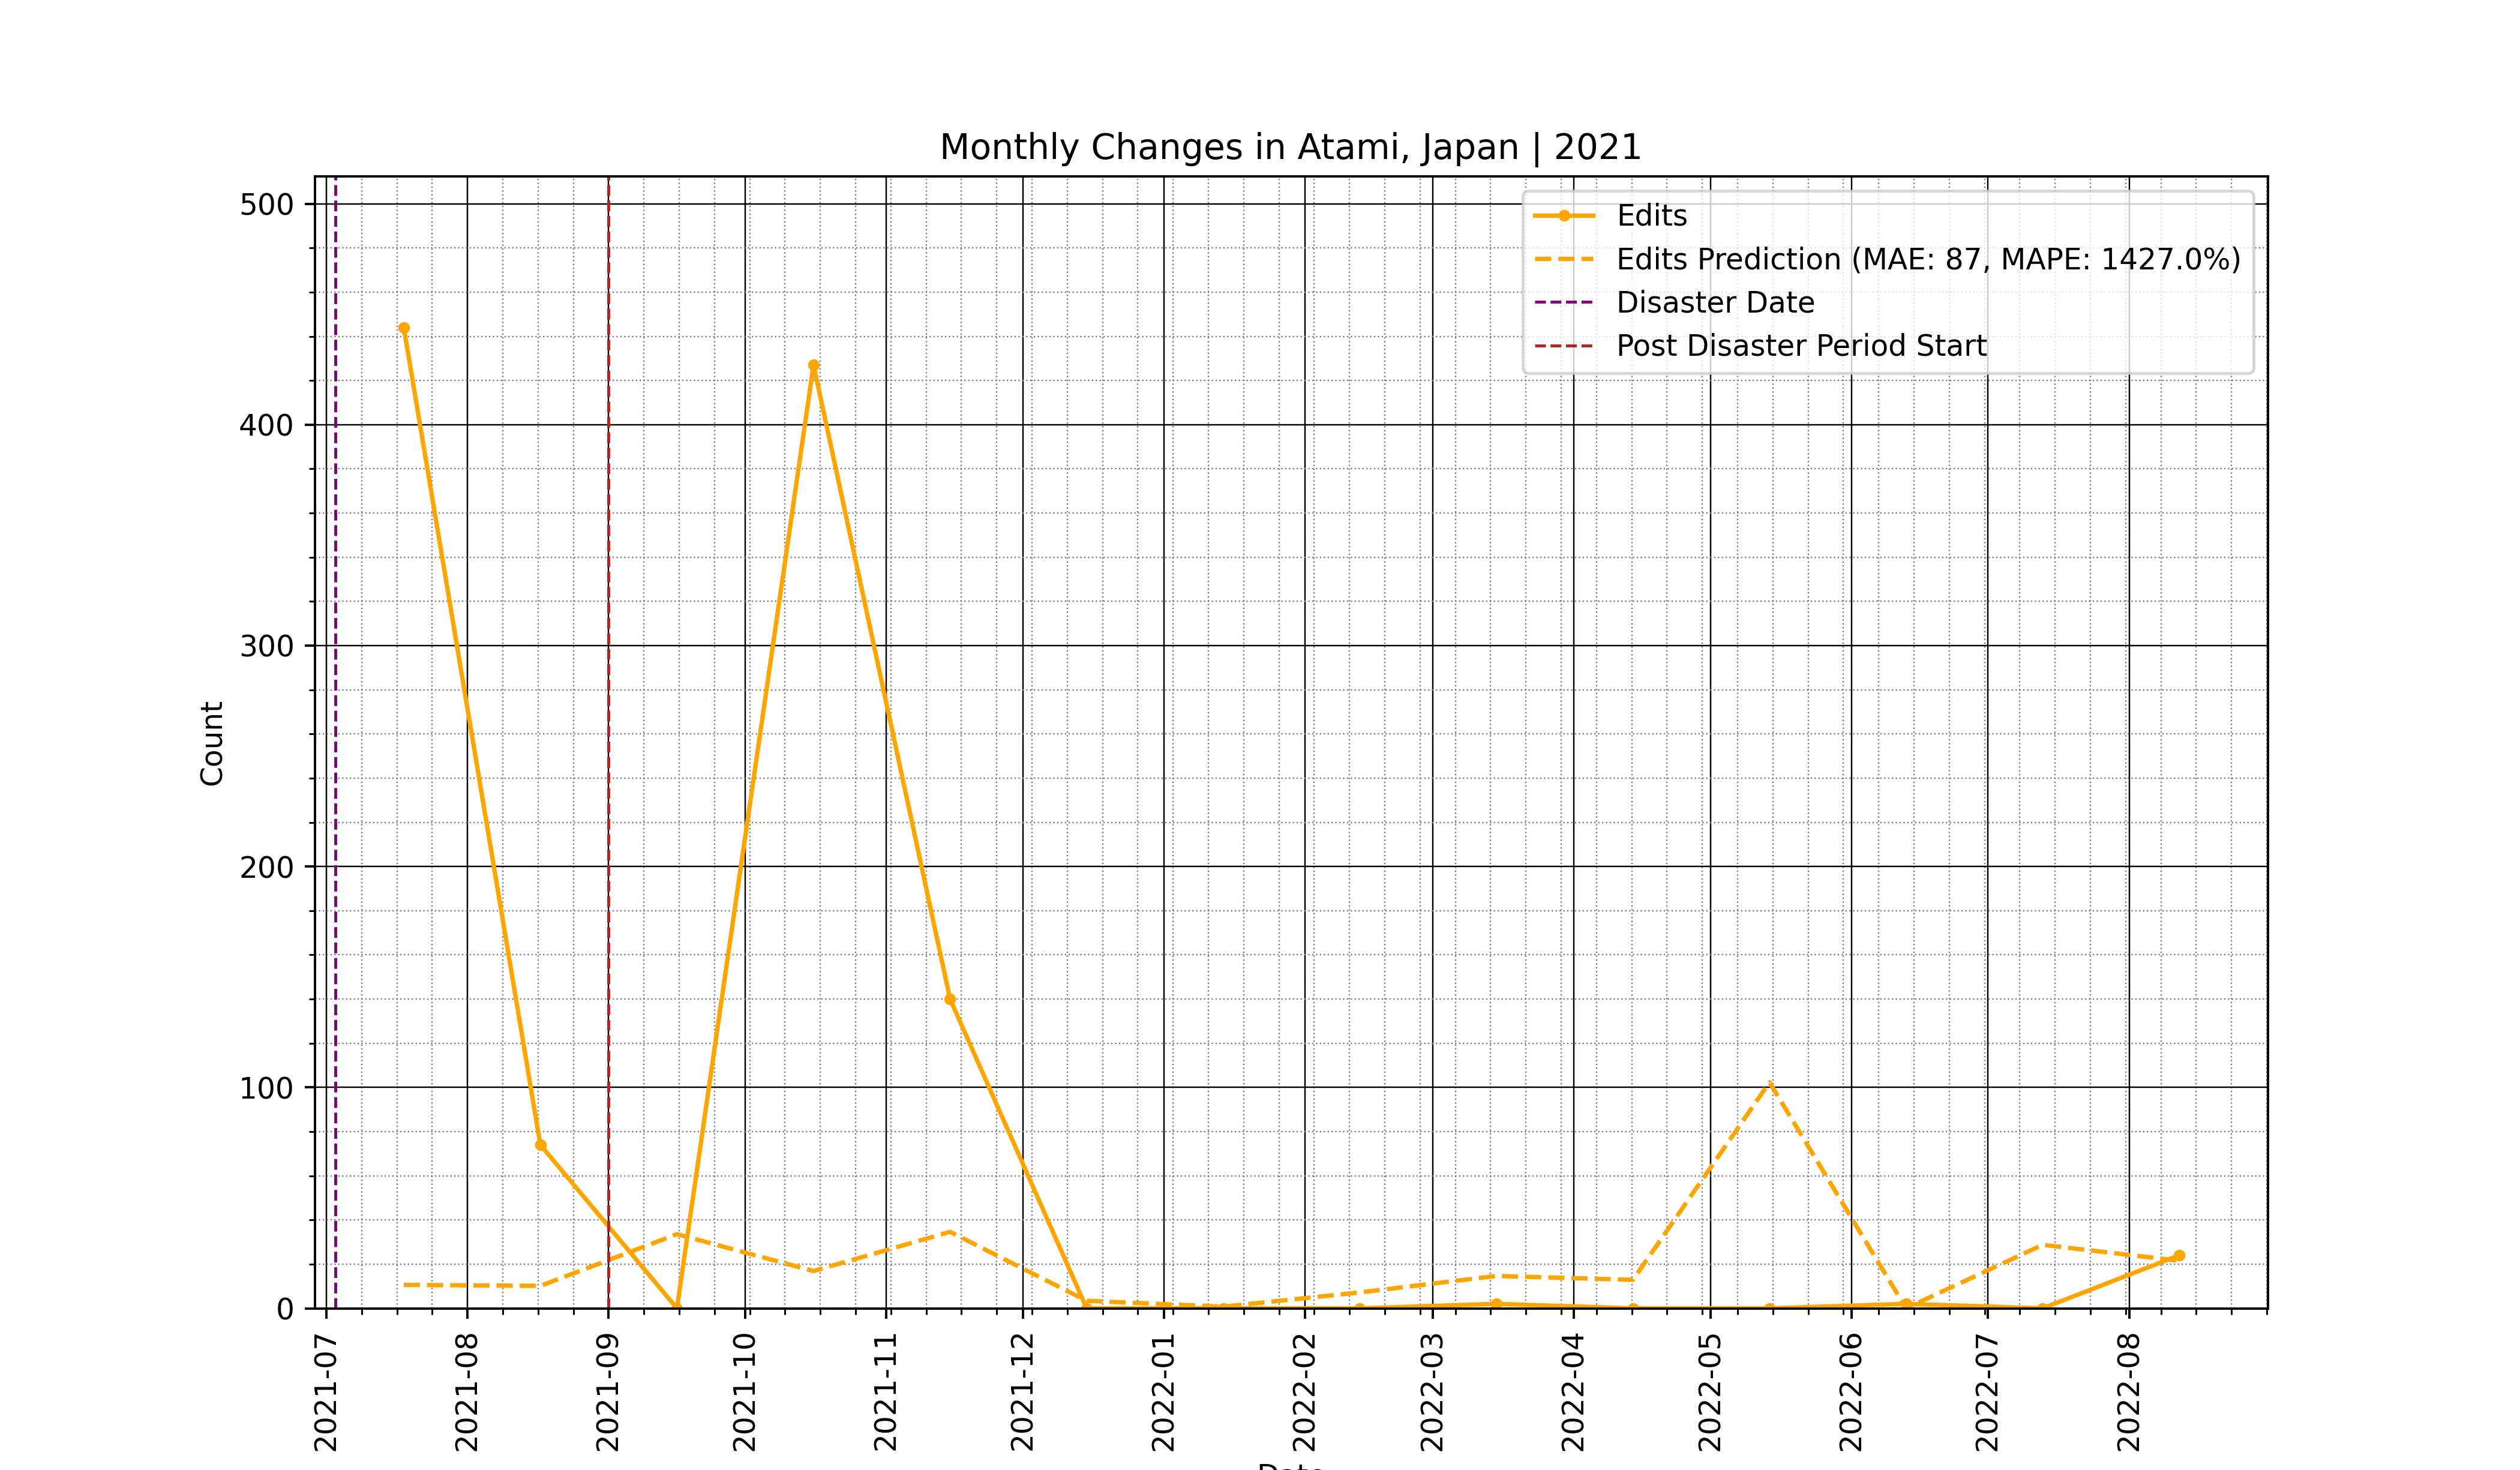 Monthly Changes in Atami, Japan | 2021
Edits
Edits Prediction (MAE: 87, MAPE: 1427.0%)
Disaster Date
Post Disaster Period Start
Count
500
400
300
200
100
0
2021-07
2021-08
2021-09
2021-10
2021-11
2021-12
2022-01
2022-02
2022-03
2022-04
2022-05
2022-06
2022-07
2022-08
Date